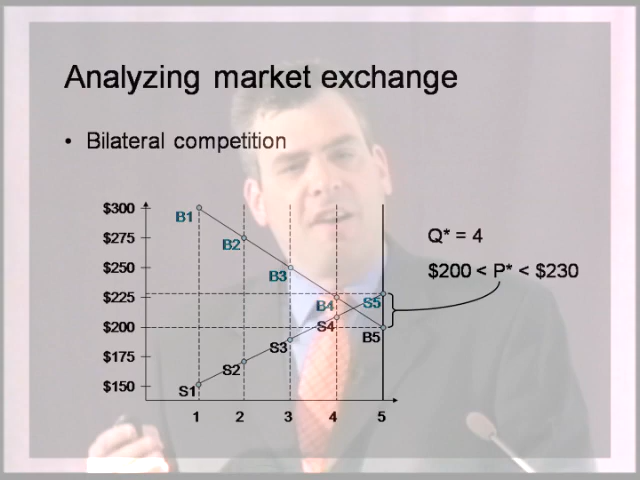 Analyzing market exchange
• Bilateral competition
$300
$275
$250
$225
$200
$175
$150
B1
B2
B3
B4
S5
S4
B5
S3
S2
S1
1 2 3 4 5
Q* = 4
$200 < P* < $230